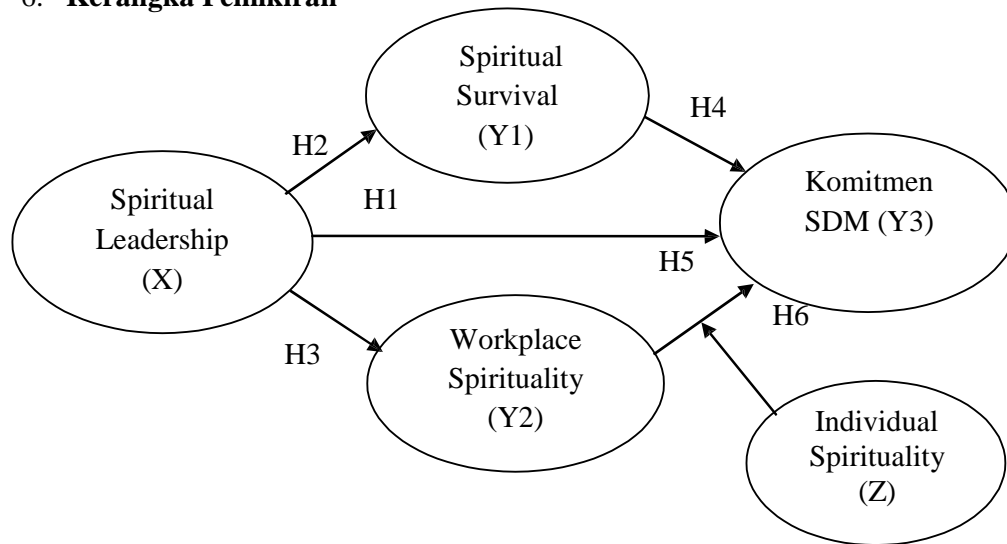 6. Kerangka Pemikiran
Spiritual
Survival
(Y1)
H4
H2
Komitmen
SDM (Y3)
Spiritual
Leadership
(X)
H1
H5
H6
H3
Workplace
Spirituality
(Y2)
Individual
Spirituality
(Z)